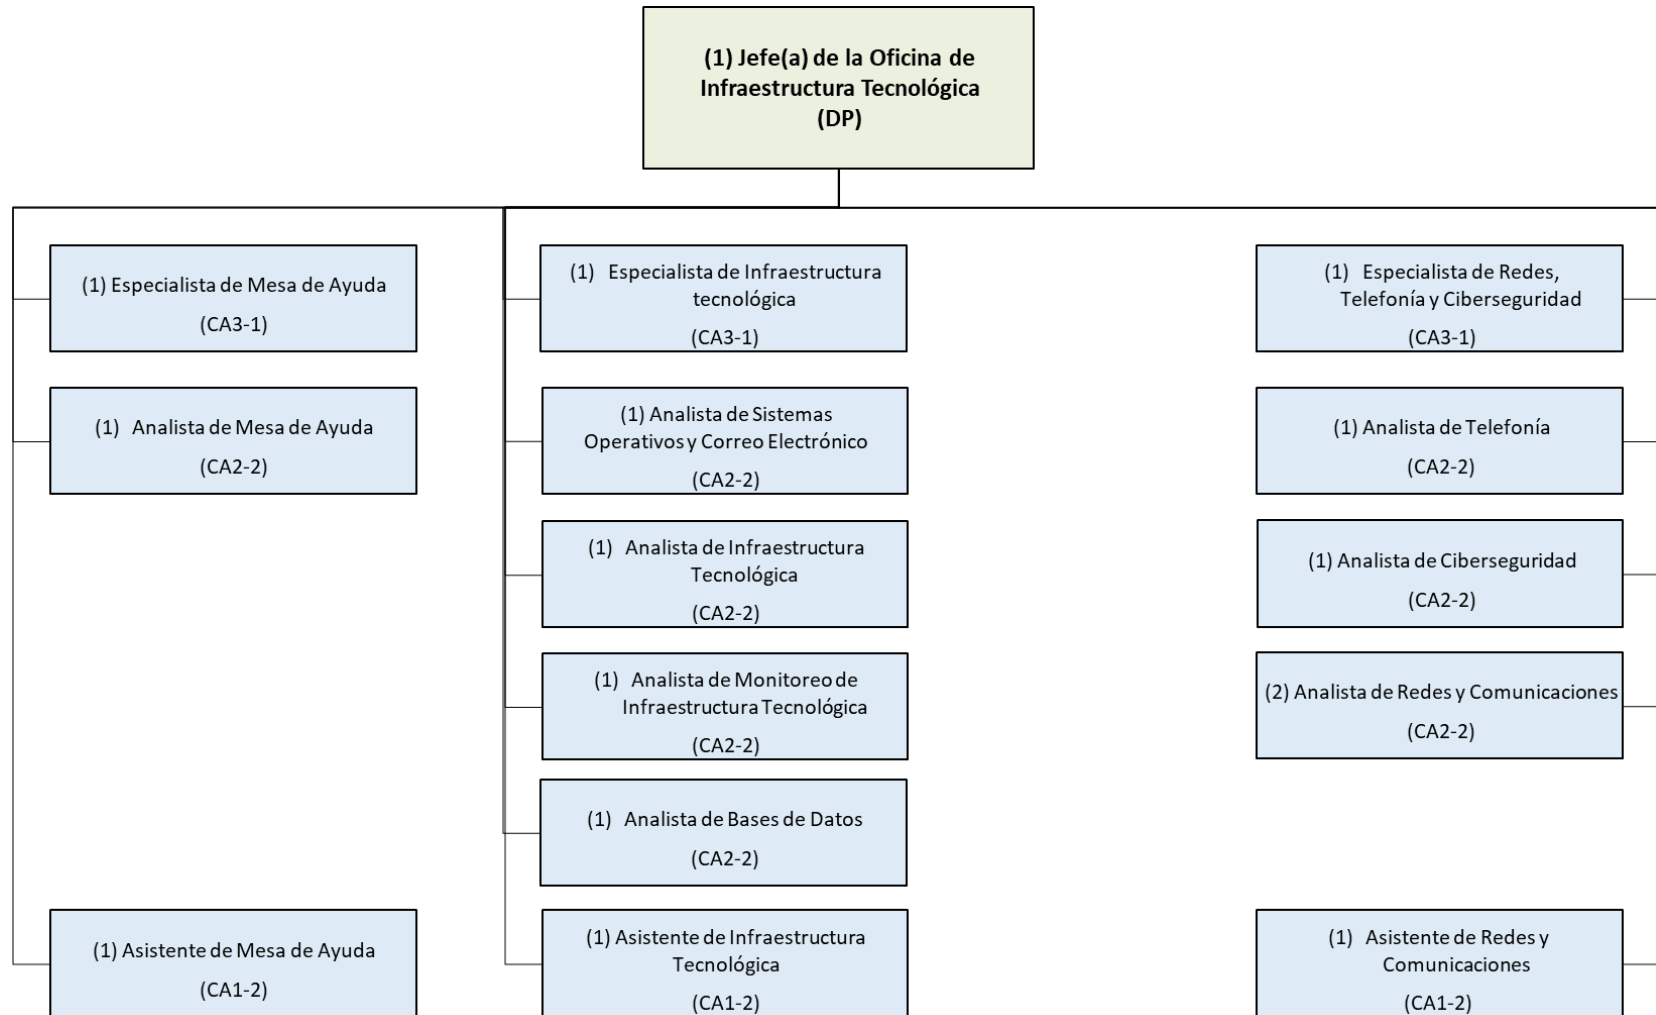 (1) Jefe(a) de la Oficina de
Infraestructura Tecnológica
(DP)
(1) Especialista de Mesa de Ayuda
(CA3-1)
(1) Analista de Mesa de Ayuda
(CA2-2)
(1) Asistente de Mesa de Ayuda
(CA1-2)
(1) Especialista de Infraestructura
tecnológica
(CA3-1)
(1) Analista de Sistemas
Operativos y Correo Electrónico
(CA2-2)
(1) Analista de Infraestructura
Tecnológica
(CA2-2)
(1) Analista de Monitoreo de
Infraestructura Tecnológica
(CA2-2)
(1) Analista de Bases de Datos
(CA2-2)
(1) Asistente de Infraestructura
Tecnológica
(CA1-2)
(1) Especialista de Redes,
Telefonía y Ciberseguridad
(CA3-1)
(1) Analista de Telefonía
(CA2-2)
(1) Analista de Ciberseguridad
(CA2-2)
(2) Analista de Redes y Comunicaciones
(CA2-2)
(1) Asistente de Redes y
Comunicaciones
(CA1-2)